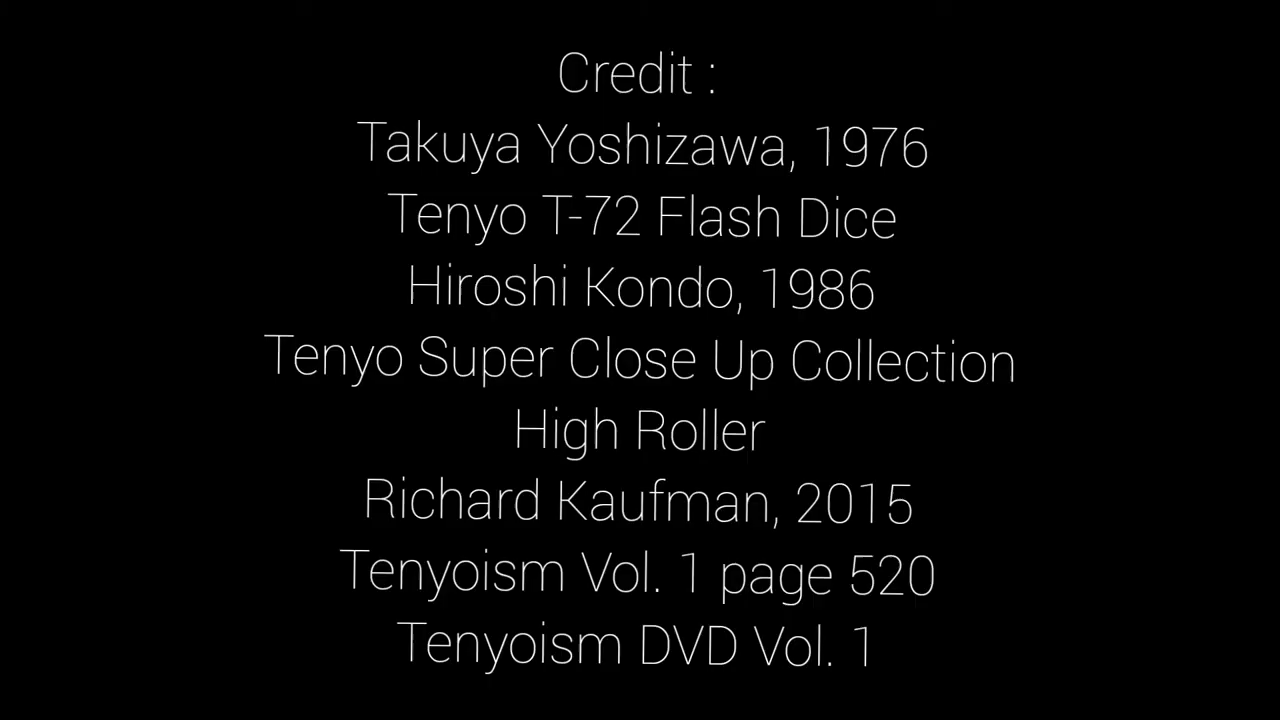 Credit :
Takuya Yoshizawa, 1976
Tenyo T-72 Flash Dice
Hiroshi Kondo, 1986
Tenyo Super Close Up Collection
High Roller
Richard Kaufman, 2015
Tenyoism Vol. 1 page 520
Tenyoism DVD Vol. 1